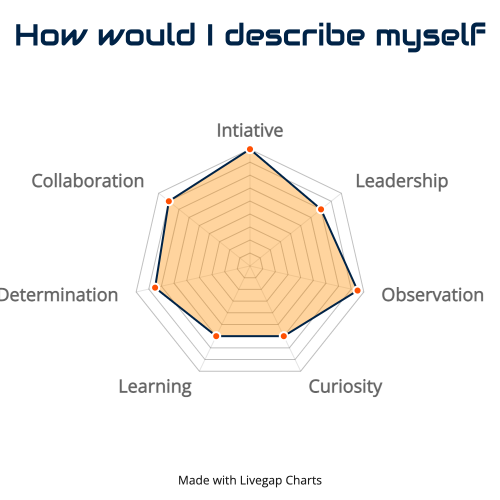 How would I describe myself
Intiative
Collaboration
Leadership
Determination
Observation
Learning
Curiosity
Made with Livegap Charts